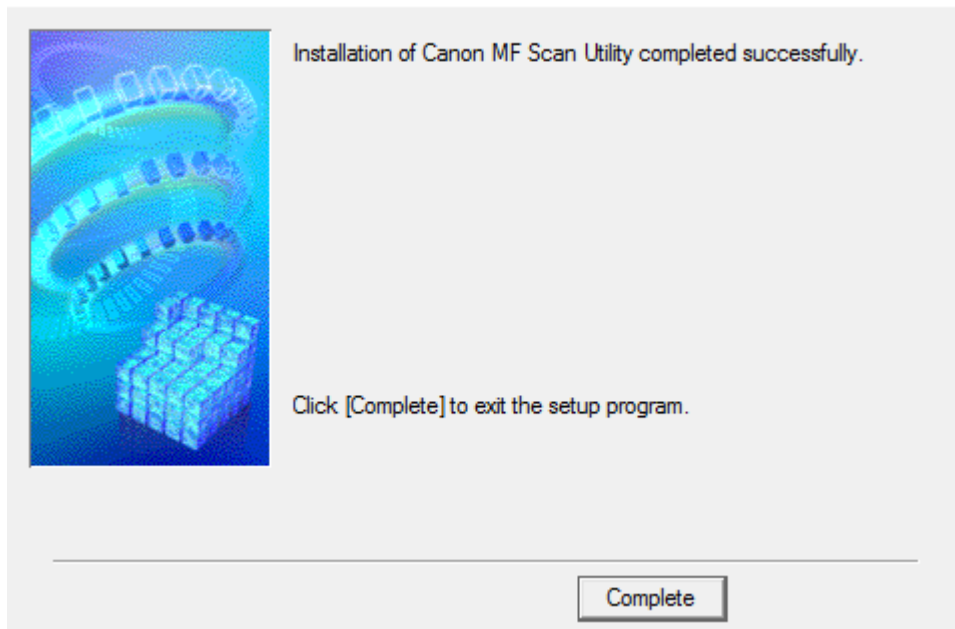 Installation of Canon MF Scan Utility completed successfully.
Click [Complete] to exit the setup program.
Complete